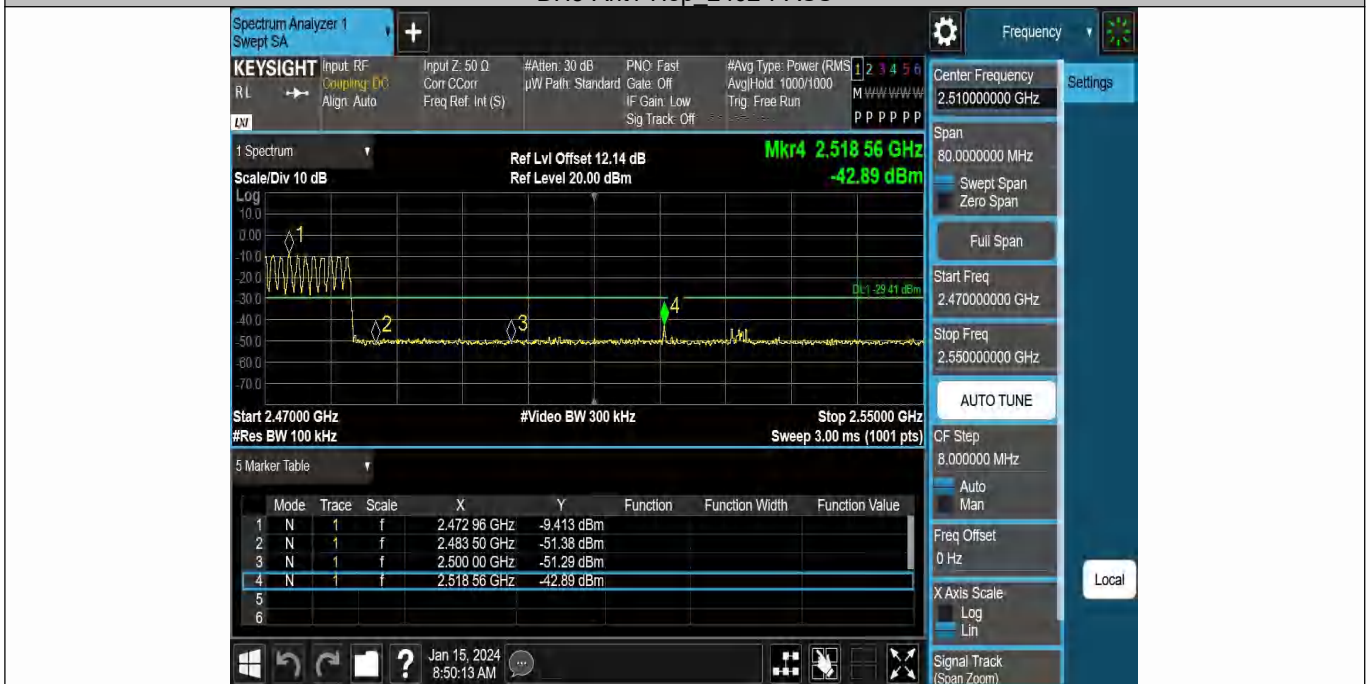 Spectrum Analyzer 1
Swept SA
+
Frequency
KEYSIGHT
RL
LXI
Input: RF
Coupling: DC
Align: Auto
Input Z: 50 Ω
Corr CCorr
Freq Ref: Int (S)
#Atten: 30 dB
µW Path: Standard
PNO: Fast
Gate: Off
IF Gain: Low
Sig Track: Off
#Avg Type: Power (RMS
Avg|Hold: 1000/1000
Trig: Free Run
1 2 3 4 5 6
M W W W W W
P P P P P P
1 Spectrum
Scale/Div 10 dB
Ref Lvl Offset 12.14 dB
Ref Level 20.00 dBm
Mkr4 2.518 56 GHz
-42.89 dBm
Log
10.0
0.00
-10.0
-20.0
-30.0
-40.0
-50.0
-60.0
-70.0
1
2
3
4
DL1 -29.41 dBm
Start 2.47000 GHz
#Res BW 100 kHz
#Video BW 300 kHz
Stop 2.55000 GHz
Sweep 3.00 ms (1001 pts)
5 Marker Table
Mode Trace Scale X Y Function Function Width Function Value
1 N 1 f 2.472 96 GHz -9.413 dBm
2 N 1 f 2.483 50 GHz -51.38 dBm
3 N 1 f 2.500 00 GHz -51.29 dBm
4 N 1 f 2.518 56 GHz -42.89 dBm
5
6
?
Jan 15, 2024
8:50:13 AM
Center Frequency
2.510000000 GHz
Settings
Span
80.0000000 MHz
Swept Span
Zero Span
Full Span
Start Freq
2.470000000 GHz
Stop Freq
2.550000000 GHz
AUTO TUNE
CF Step
8.000000 MHz
Auto
Man
Freq Offset
0 Hz
Local
X Axis Scale
Log
Lin
Signal Track
(Span Zoom)